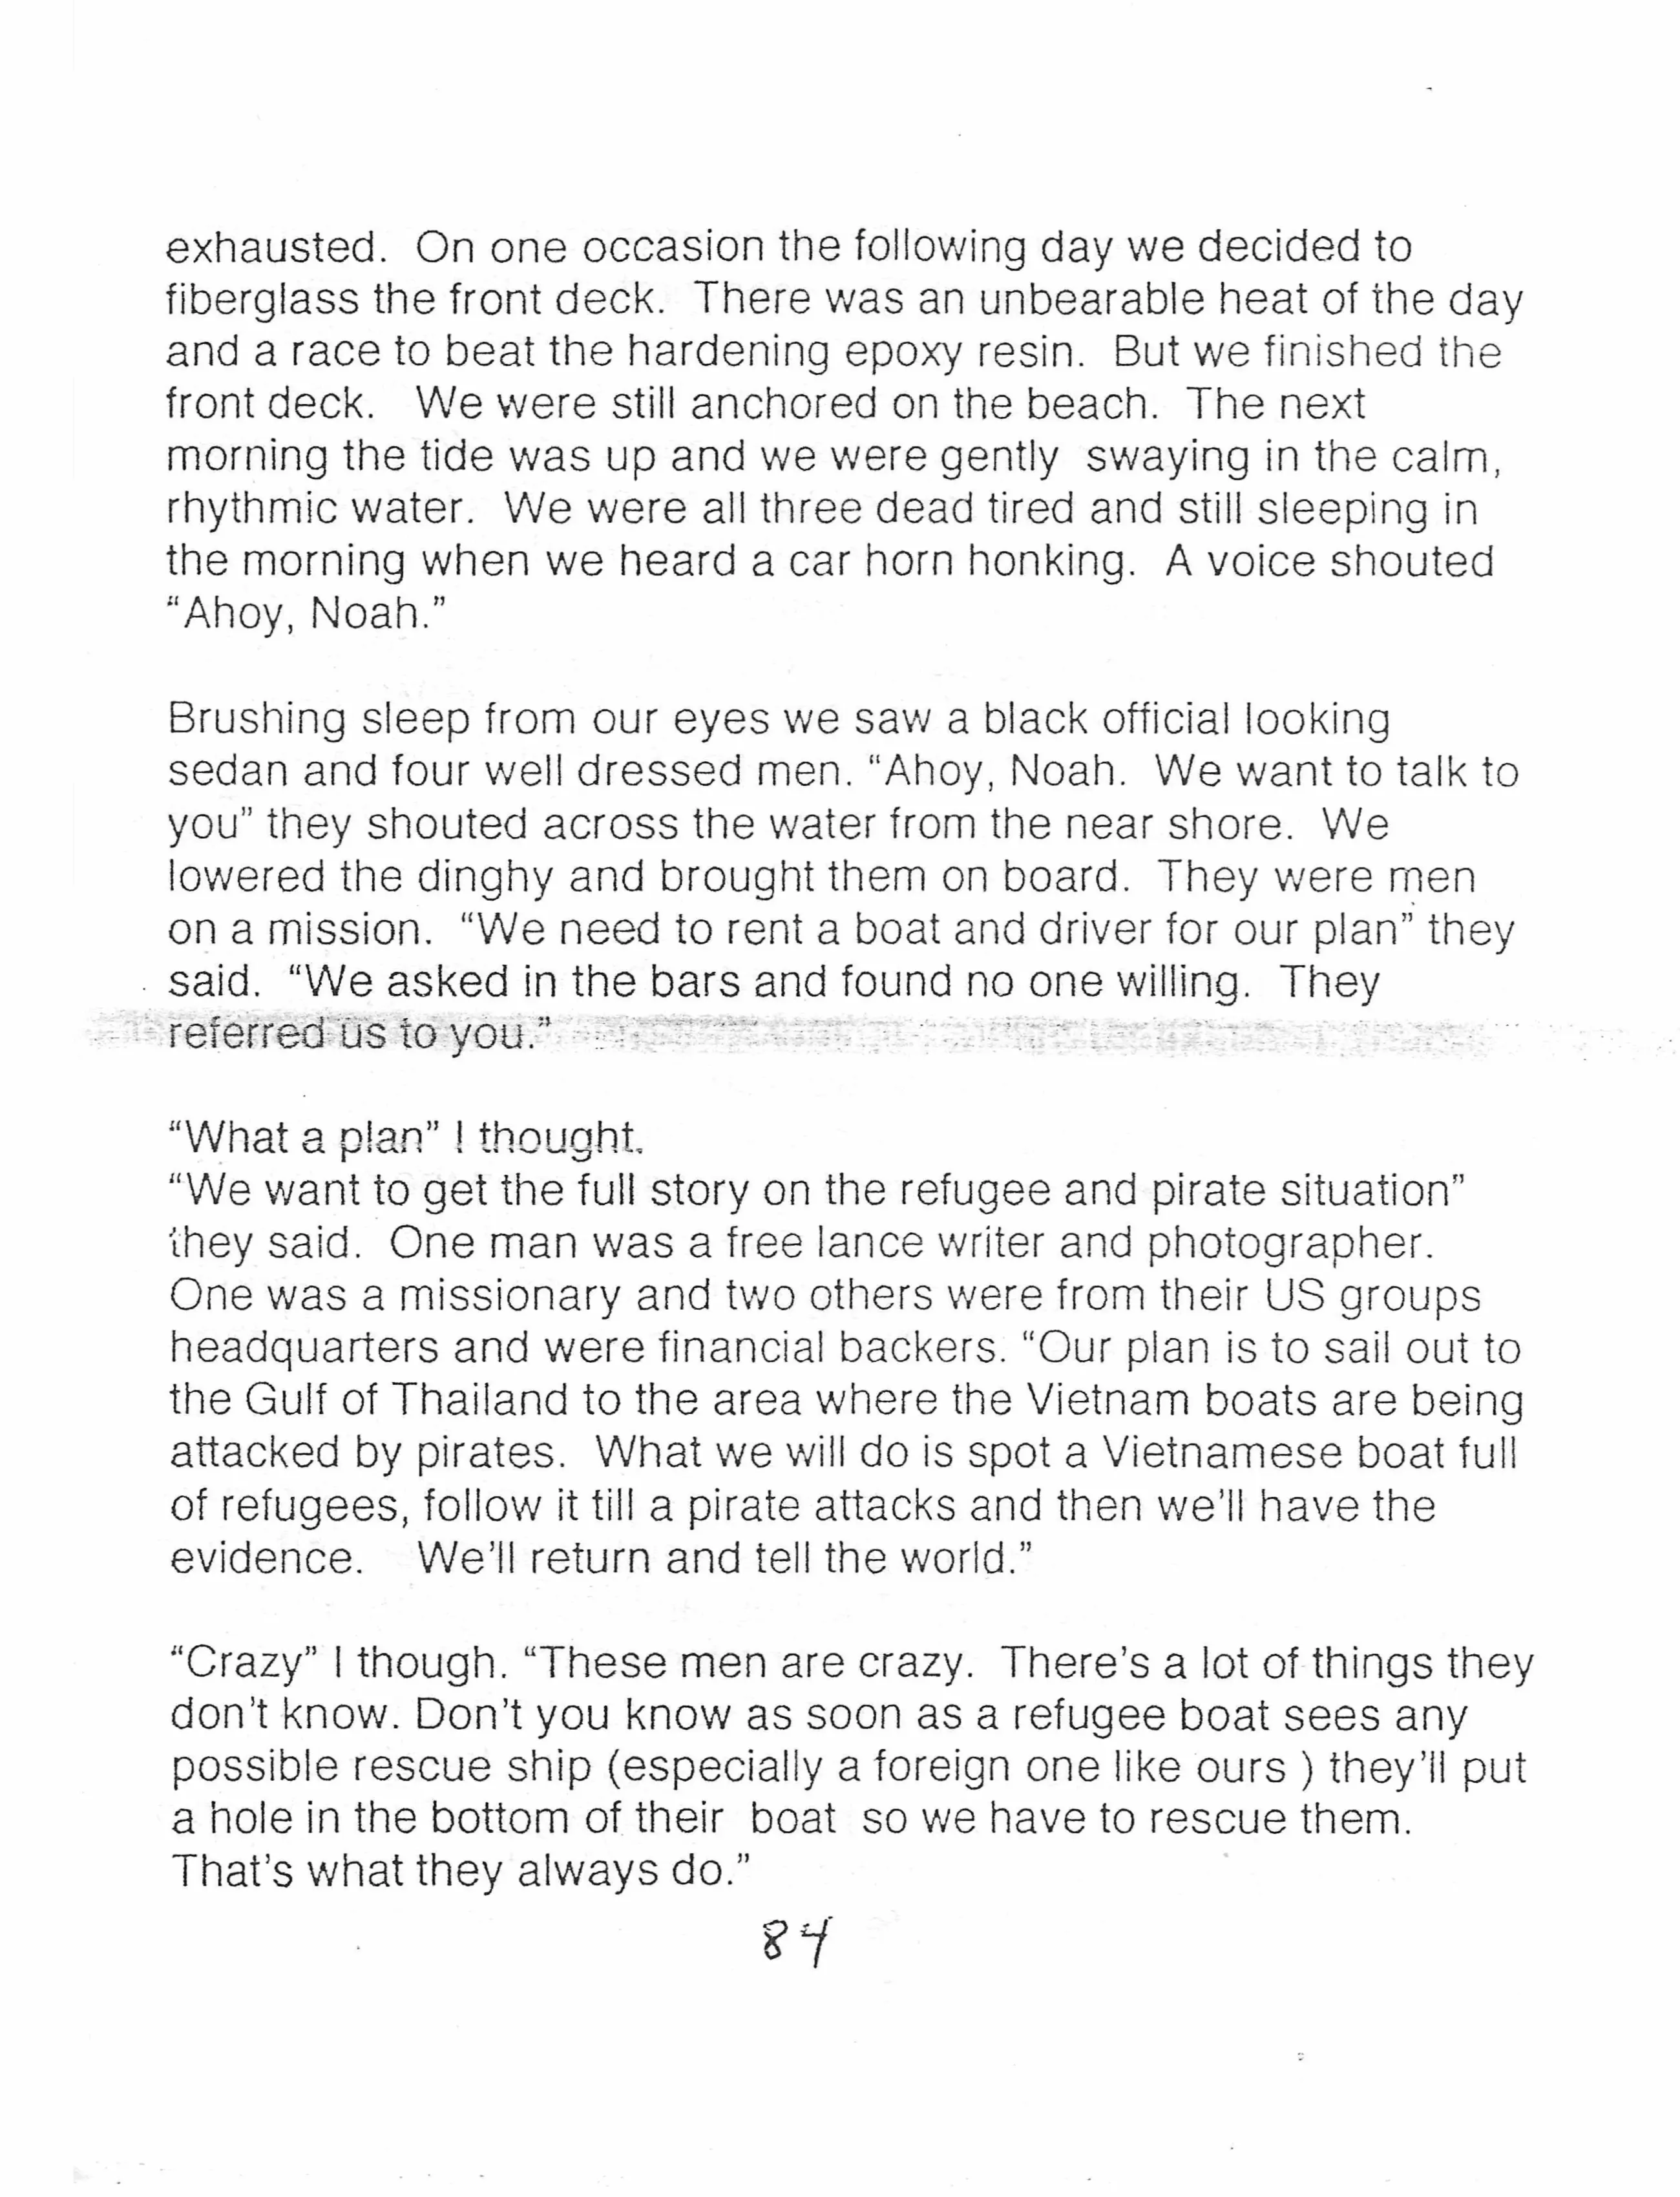 exhausted.  On one occasion the following day we decided to
fiberglass the front deck.  There was an unbearable heat of the day
and a race to beat the hardening epoxy resin.  But we finished the
front deck.   We were still anchored on the beach.  The next
morning the tide was up and we were gently  swaying in the calm,
rhythmic water.  We were all three dead tired and still sleeping in
the morning when we heard a car horn honking.  A voice shouted
“Ahoy, Noah.”

Brushing sleep from our eyes we saw a black official looking
sedan and four well dressed men. “Ahoy, Noah.  We want to talk to
you” they shouted across the water from the near shore.  We
lowered the dinghy and brought them on board.  They were men
on a mission.  “We need to rent a boat and driver for our plan” they
said.  “We asked in the bars and found no one willing.  They
referred us to you.”

“What a plan” I thought.
“We want to get the full story on the refugee and pirate situation”
they said.  One man was a free lance writer and photographer.
One was a missionary and two others were from their US groups
headquarters and were financial backers. “Our plan is to sail out to
the Gulf of Thailand to the area where the Vietnam boats are being
attacked by pirates.  What we will do is spot a Vietnamese boat full
of refugees, follow it till a pirate attacks and then we’ll have the
evidence.   We’ll return and tell the world.”

“Crazy” I though. “These men are crazy.  There’s a lot of things they
don’t know. Don’t you know as soon as a refugee boat sees any
possible rescue ship (especially a foreign one like ours ) they’ll put
a hole in the bottom of their  boat  so we have to rescue them.
That’s what they always do.”
84